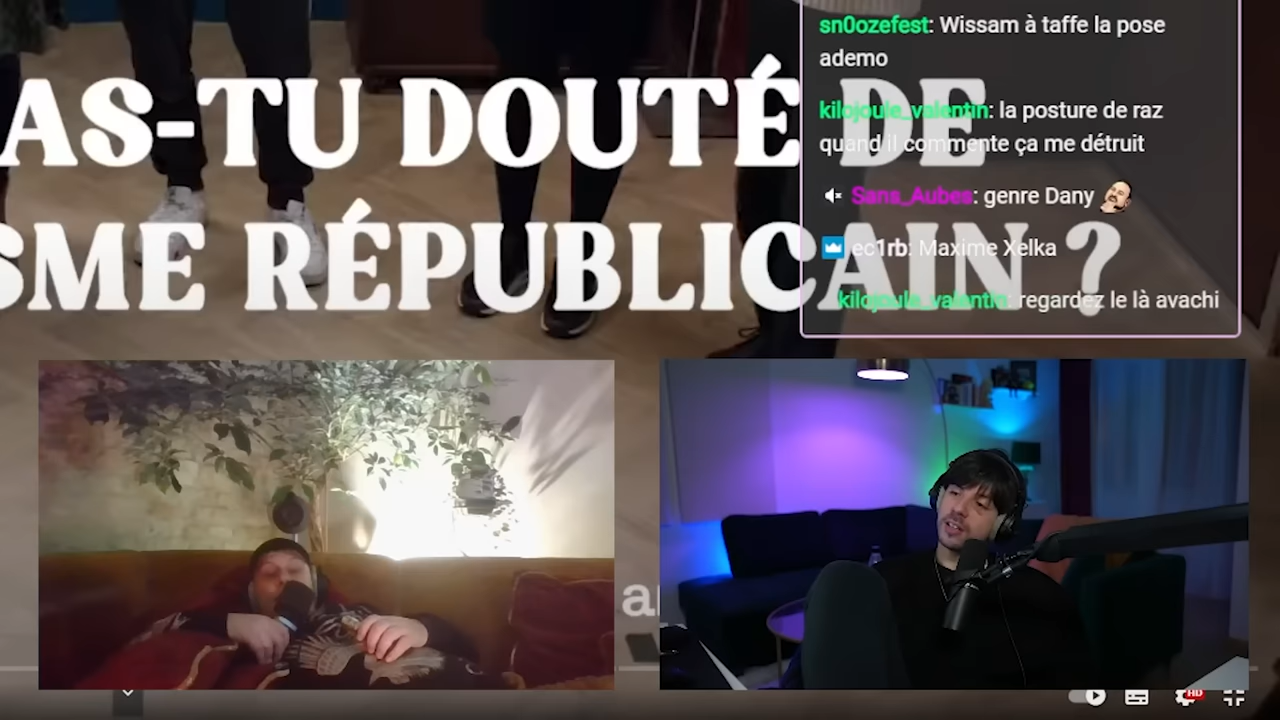 sn0ozefest: Wissam à taffe la pose
ademo
kilojoule_valentin: la posture de raz
quand il commente ça me détruit
Sans_Aubes: genre Dany
ec1rb: Maxime Xelka
kilojoule_valentin: regardez le là avachi
AS-TU DOUTÉ DE
SME RÉPUBLICAIN ?
a
HD